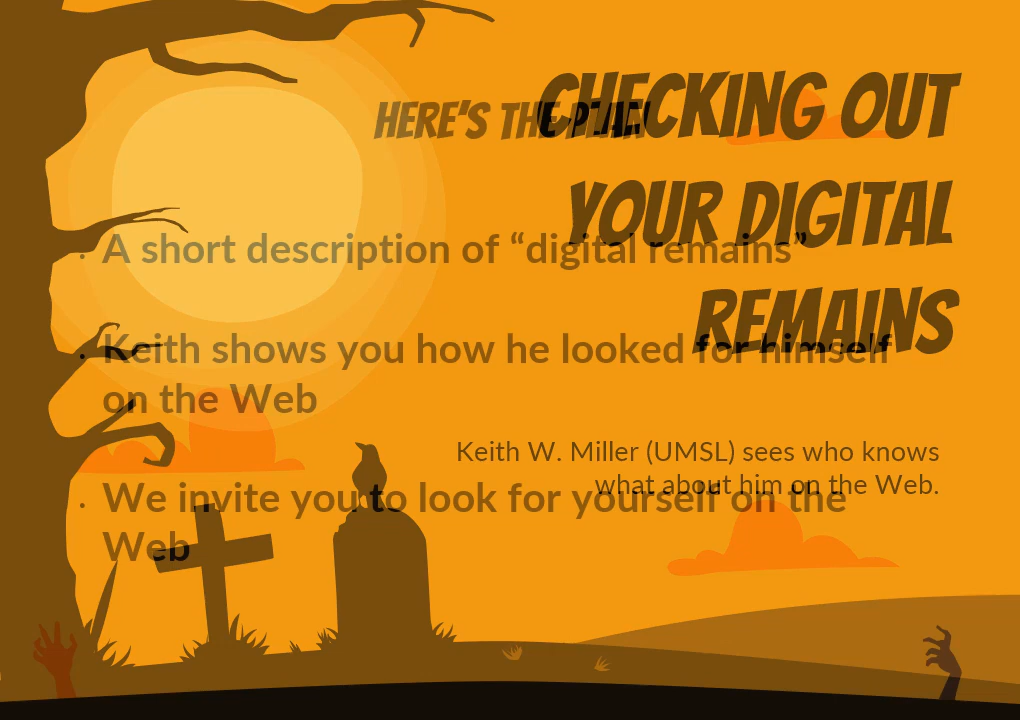 CHECKING OUT
YOUR DIGITAL
REMAINS
Keith W. Miller (UMSL) sees who knows
what about him on the Web.
HERE'S THE PLAN
· A short description of “digital remains”
· Keith shows you how he looked for himself
on the Web
· We invite you to look for yourself on the
Web